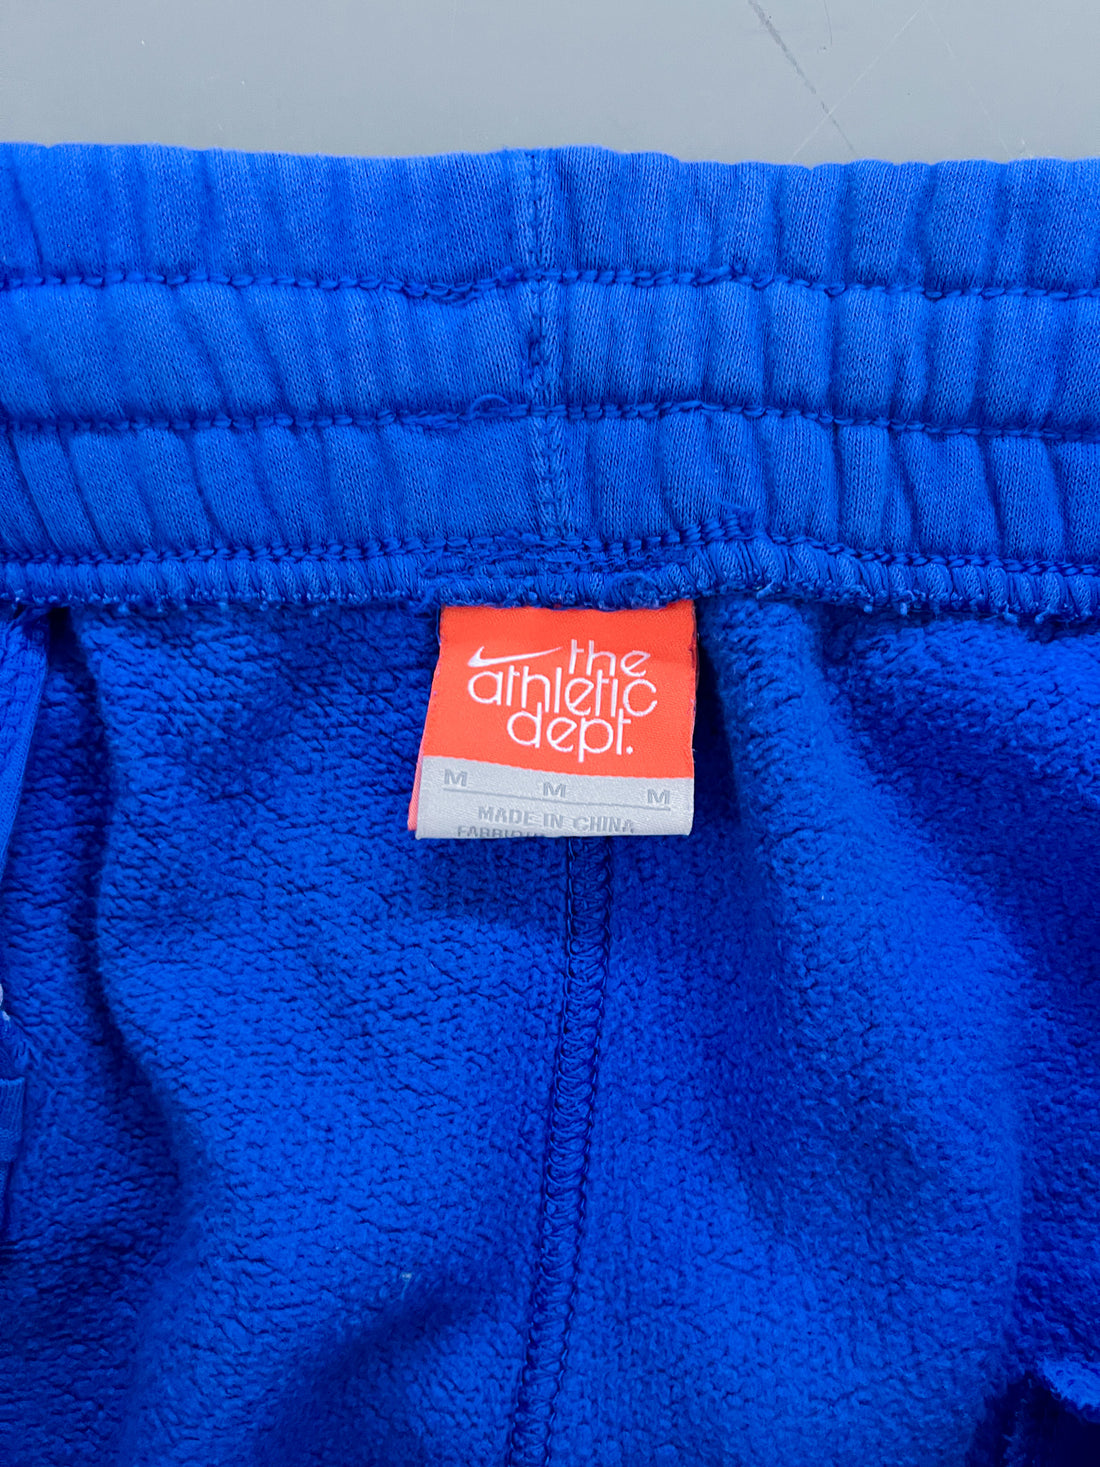 the
athletic
dept.
M M M
MADE IN CHINA